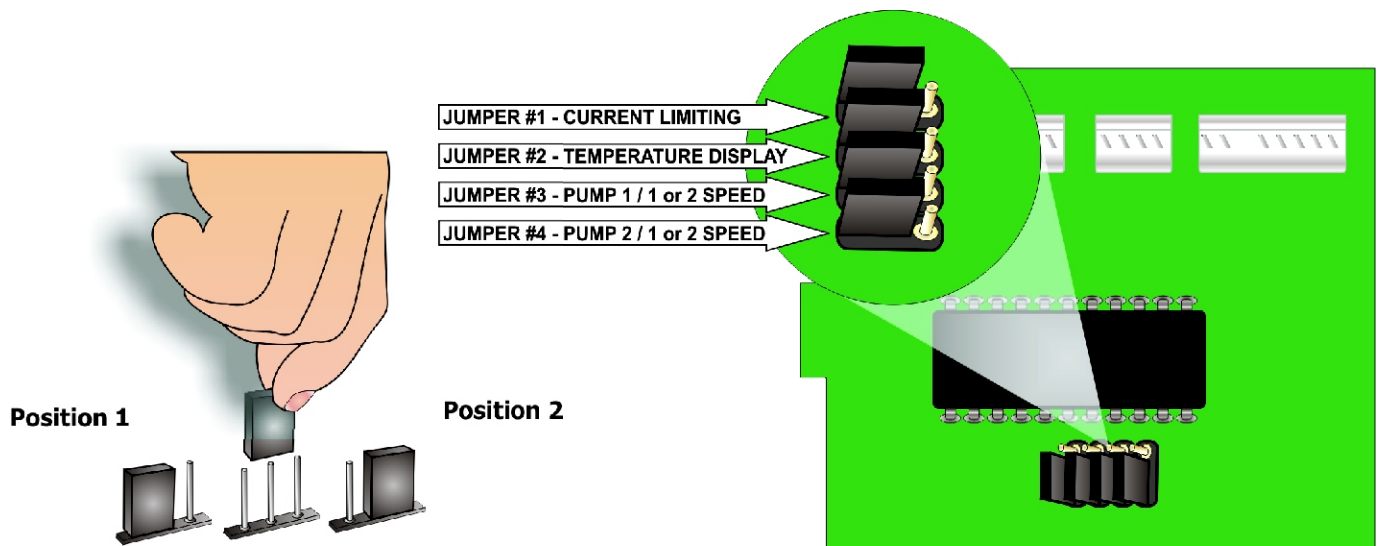 JUMPER #1 - CURRENT LIMITING
JUMPER #2 - TEMPERATURE DISPLAY
JUMPER #3 - PUMP 1 / 1 or 2 SPEED
JUMPER #4 - PUMP 2 / 1 or 2 SPEED
Position 1
Position 2